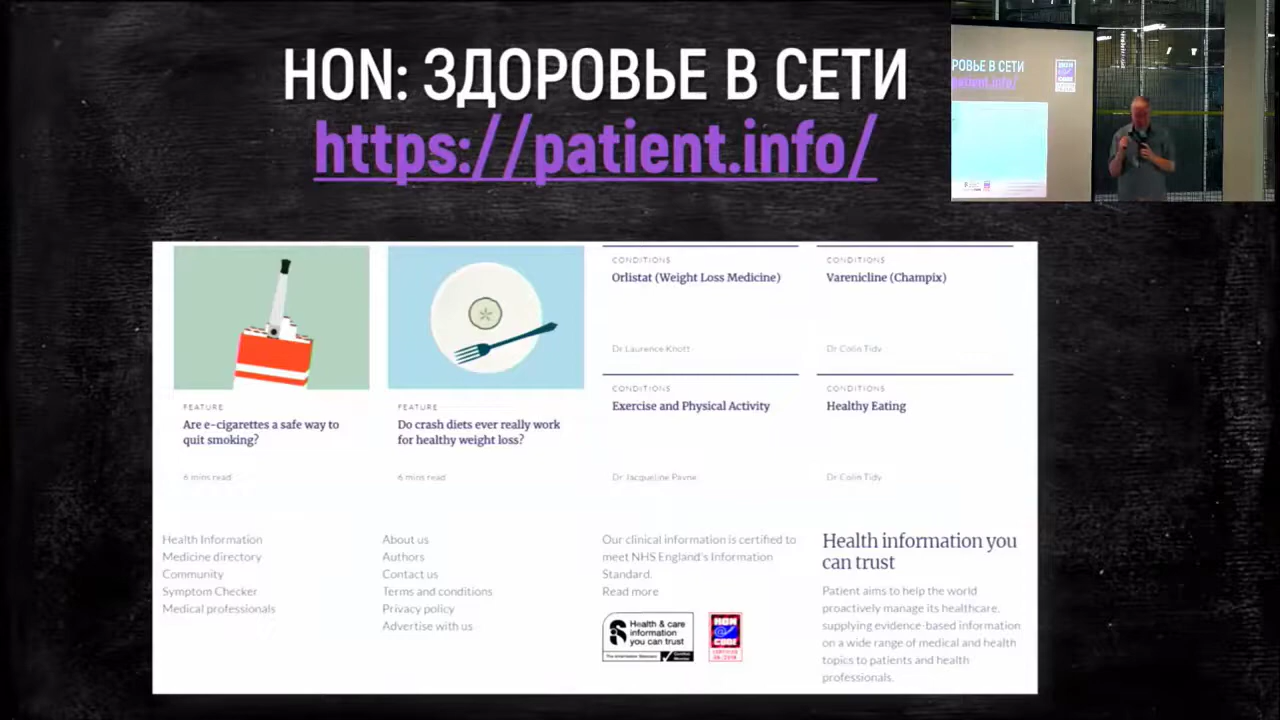 HON: ЗДОРОВЬЕ В СЕТИ
https://patient.info/
РОВЬЕ В СЕТИ
patient.info/
FEATURE
Are e-cigarettes a safe way to
quit smoking?
6 mins read
FEATURE
Do crash diets ever really work
for healthy weight loss?
6 mins read
CONDITIONS
Orlistat (Weight Loss Medicine)
Dr Laurence Knott
CONDITIONS
Varenicline (Champix)
Dr Colin Tidy
CONDITIONS
Exercise and Physical Activity
Dr Jacqueline Payne
CONDITIONS
Healthy Eating
Dr Colin Tidy
Health Information
Medicine directory
Community
Symptom Checker
Medical professionals
About us
Authors
Contact us
Terms and conditions
Privacy policy
Advertise with us
Our clinical information is certified to
meet NHS England's Information
Standard.
Read more
Health & care
information
you can trust
The Information Standard
Certified
Member
HON
@
CODE
CERTIFIED
Health information you
can trust
Patient aims to help the world
proactively manage its healthcare,
supplying evidence-based information
on a wide range of medical and health
topics to patients and health
professionals.